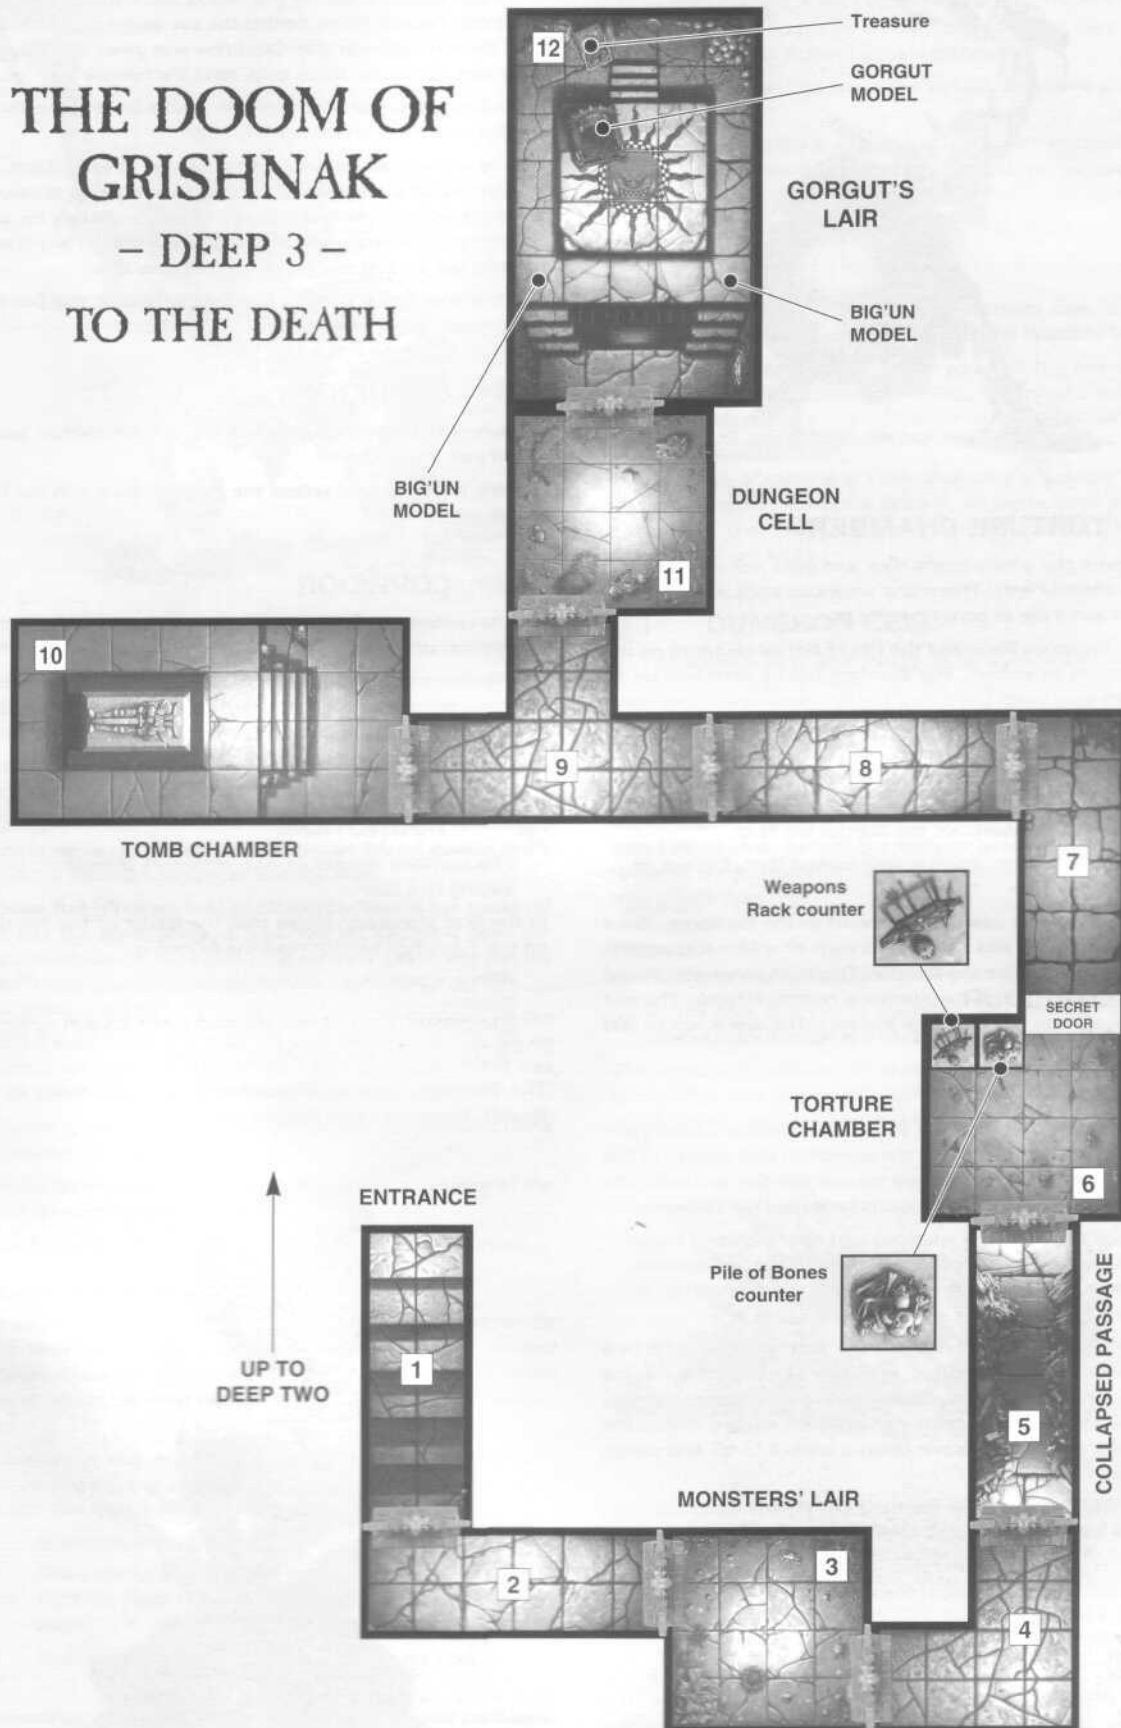 THE DOOM OF
GRISHNAK
– DEEP 3 –
TO THE DEATH
12
Treasure
GORGUT
MODEL
GORGUT'S
LAIR
BIG'UN
MODEL
BIG'UN
MODEL
DUNGEON
CELL
11
10
9
8
TOMB CHAMBER
7
Weapons
Rack counter
SECRET
DOOR
TORTURE
CHAMBER
6
ENTRANCE
Pile of Bones
counter
COLLAPSED PASSAGE
1
UP TO
DEEP TWO
5
MONSTERS' LAIR
2
3
4